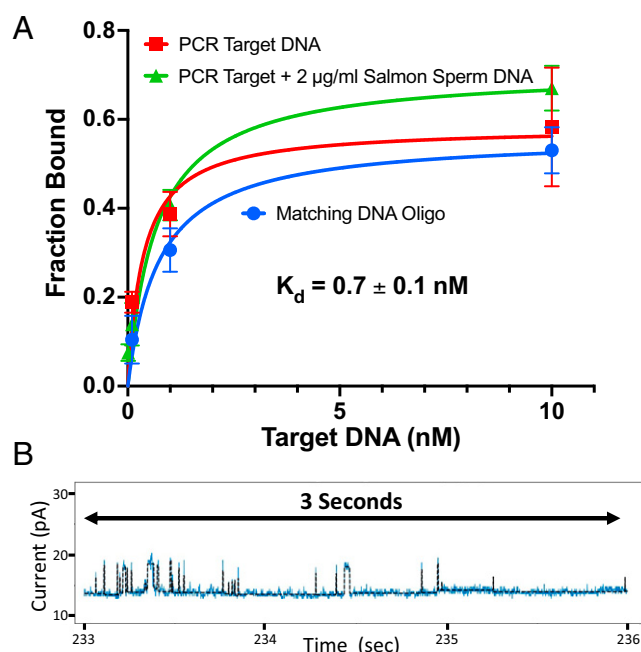 A
0.8
PCR Target DNA
PCR Target + 2 µg/ml Salmon Sperm DNA
0.6
Fraction Bound
0.4
Matching DNA Oligo
Kd = 0.7 ± 0.1 nM
0.2
0.0
0
5
10
Target DNA (nM)
B
30
3 Seconds
Current (pA)
20
10
233
234
235
236
Time (sec)